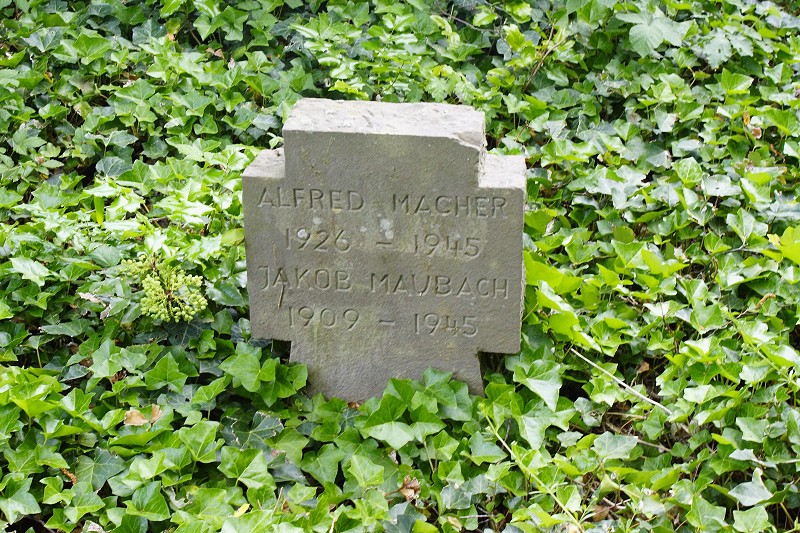 ALFRED MACHER
1926 - 1945
JAKOB MAUBACH
1909 - 1945